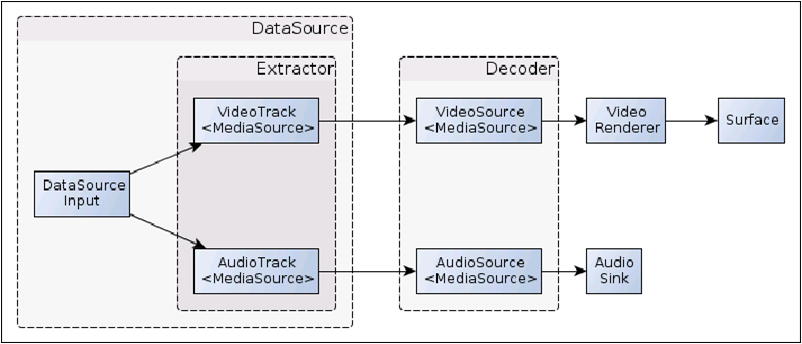 DataSource
Extractor
Decoder
VideoTrack
<MediaSource>
VideoSource
<MediaSource>
Video
Renderer
Surface
DataSource
Input
AudioTrack
<MediaSource>
AudioSource
<MediaSource>
Audio
Sink